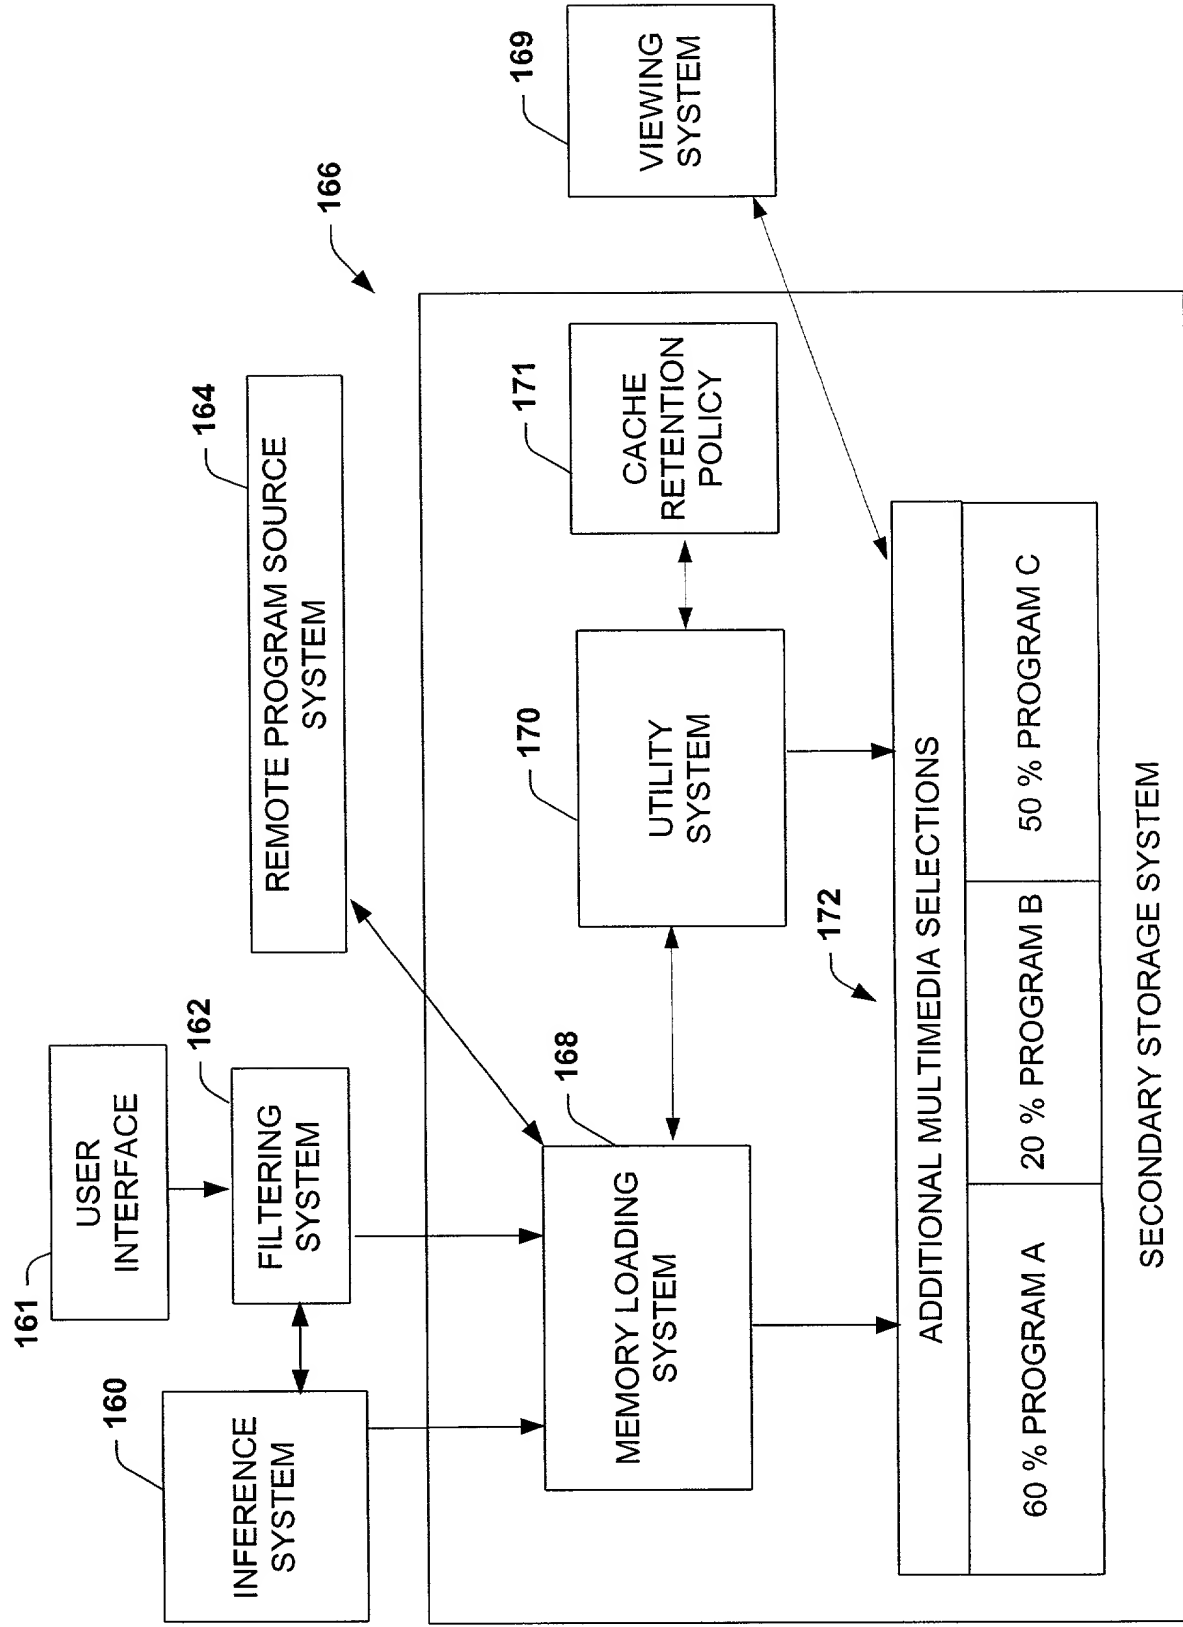 161
USER
INTERFACE
160
INFERENCE
SYSTEM
162
FILTERING
SYSTEM
164
REMOTE PROGRAM SOURCE
SYSTEM
166
168
MEMORY LOADING
SYSTEM
170
UTILITY
SYSTEM
171
CACHE
RETENTION
POLICY
169
VIEWING
SYSTEM
172
ADDITIONAL MULTIMEDIA SELECTIONS
60 % PROGRAM A
20 % PROGRAM B
50 % PROGRAM C
SECONDARY STORAGE SYSTEM